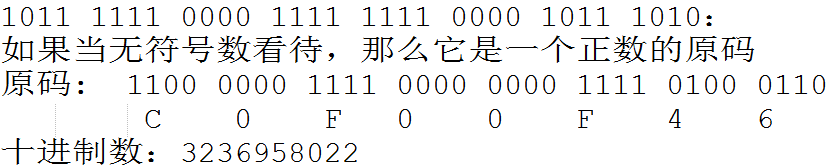 1011 1111 0000 1111 1111 0000 1011 1010:
如果当无符号数看待，那么它是一个正数的原码
原码： 1100 0000 1111 0000 0000 1111 0100 0110
C 0 F 0 0 F 4 6
十进制数：3236958022